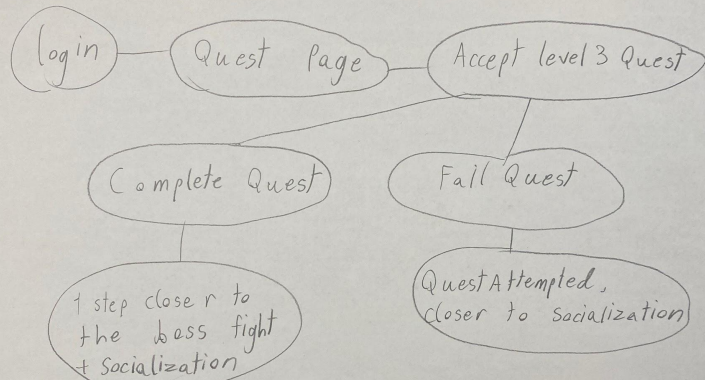 login
Quest Page
Accept level 3 Quest
Complete Quest
Fail Quest
1 step closer to
the boss fight
+ Socialization
Quest Attempted,
closer to socialization